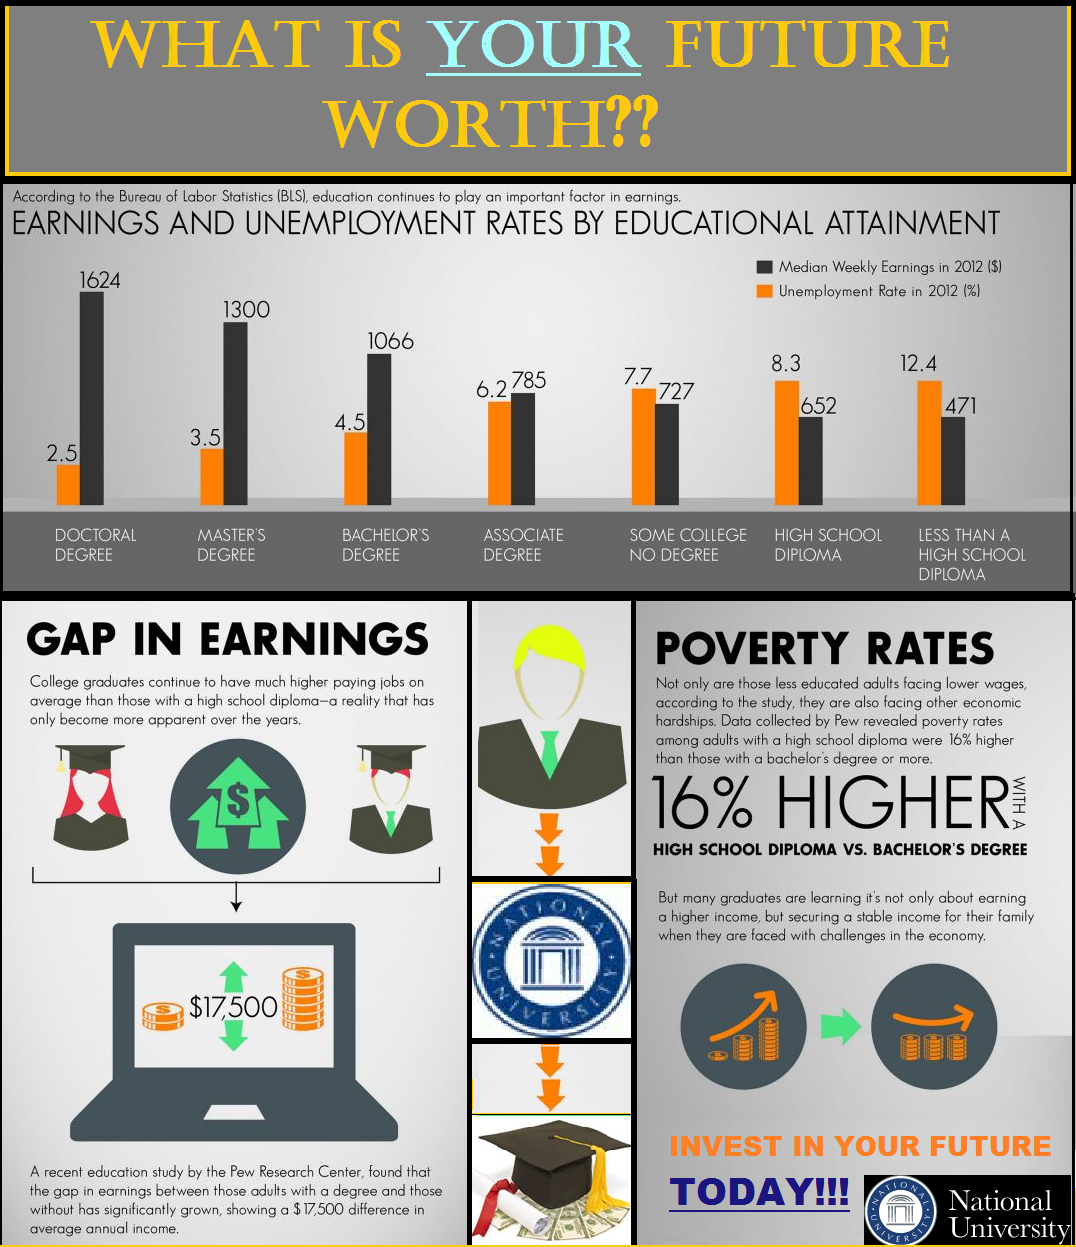 WHAT IS YOUR FUTURE
WORTH??
According to the Bureau of Labor Statistics (BLS), education continues to play an important factor in earnings.
EARNINGS AND UNEMPLOYMENT RATES BY EDUCATIONAL ATTAINMENT
Median Weekly Earnings in 2012 ($)
Unemployment Rate in 2012 (%)
2.5 1624
3.5 1300
4.5 1066
6.2 785
7.7 727
8.3 652
12.4 471
DOCTORAL
DEGREE
MASTER'S
DEGREE
BACHELOR'S
DEGREE
ASSOCIATE
DEGREE
SOME COLLEGE
NO DEGREE
HIGH SCHOOL
DIPLOMA
LESS THAN A
HIGH SCHOOL
DIPLOMA
GAP IN EARNINGS
College graduates continue to have much higher paying jobs on
average than those with a high school diploma—a reality that has
only become more apparent over the years.
$
$17,500
A recent education study by the Pew Research Center, found that
the gap in earnings between those adults with a degree and those
without has significantly grown, showing a $17,500 difference in
average annual income.
NATIONAL
UNIVERSITY
POVERTY RATES
Not only are those less educated adults facing lower wages,
according to the study, they are also facing other economic
hardships. Data collected by Pew revealed poverty rates
among adults with a high school diploma were 16% higher
than those with a bachelor's degree or more.
16% HIGHER WITH A
HIGH SCHOOL DIPLOMA VS. BACHELOR'S DEGREE
But many graduates are learning it's not only about earning
a higher income, but securing a stable income for their family
when they are faced with challenges in the economy.
INVEST IN YOUR FUTURE
TODAY!!!
NATIONAL
UNIVERSITY
National
University